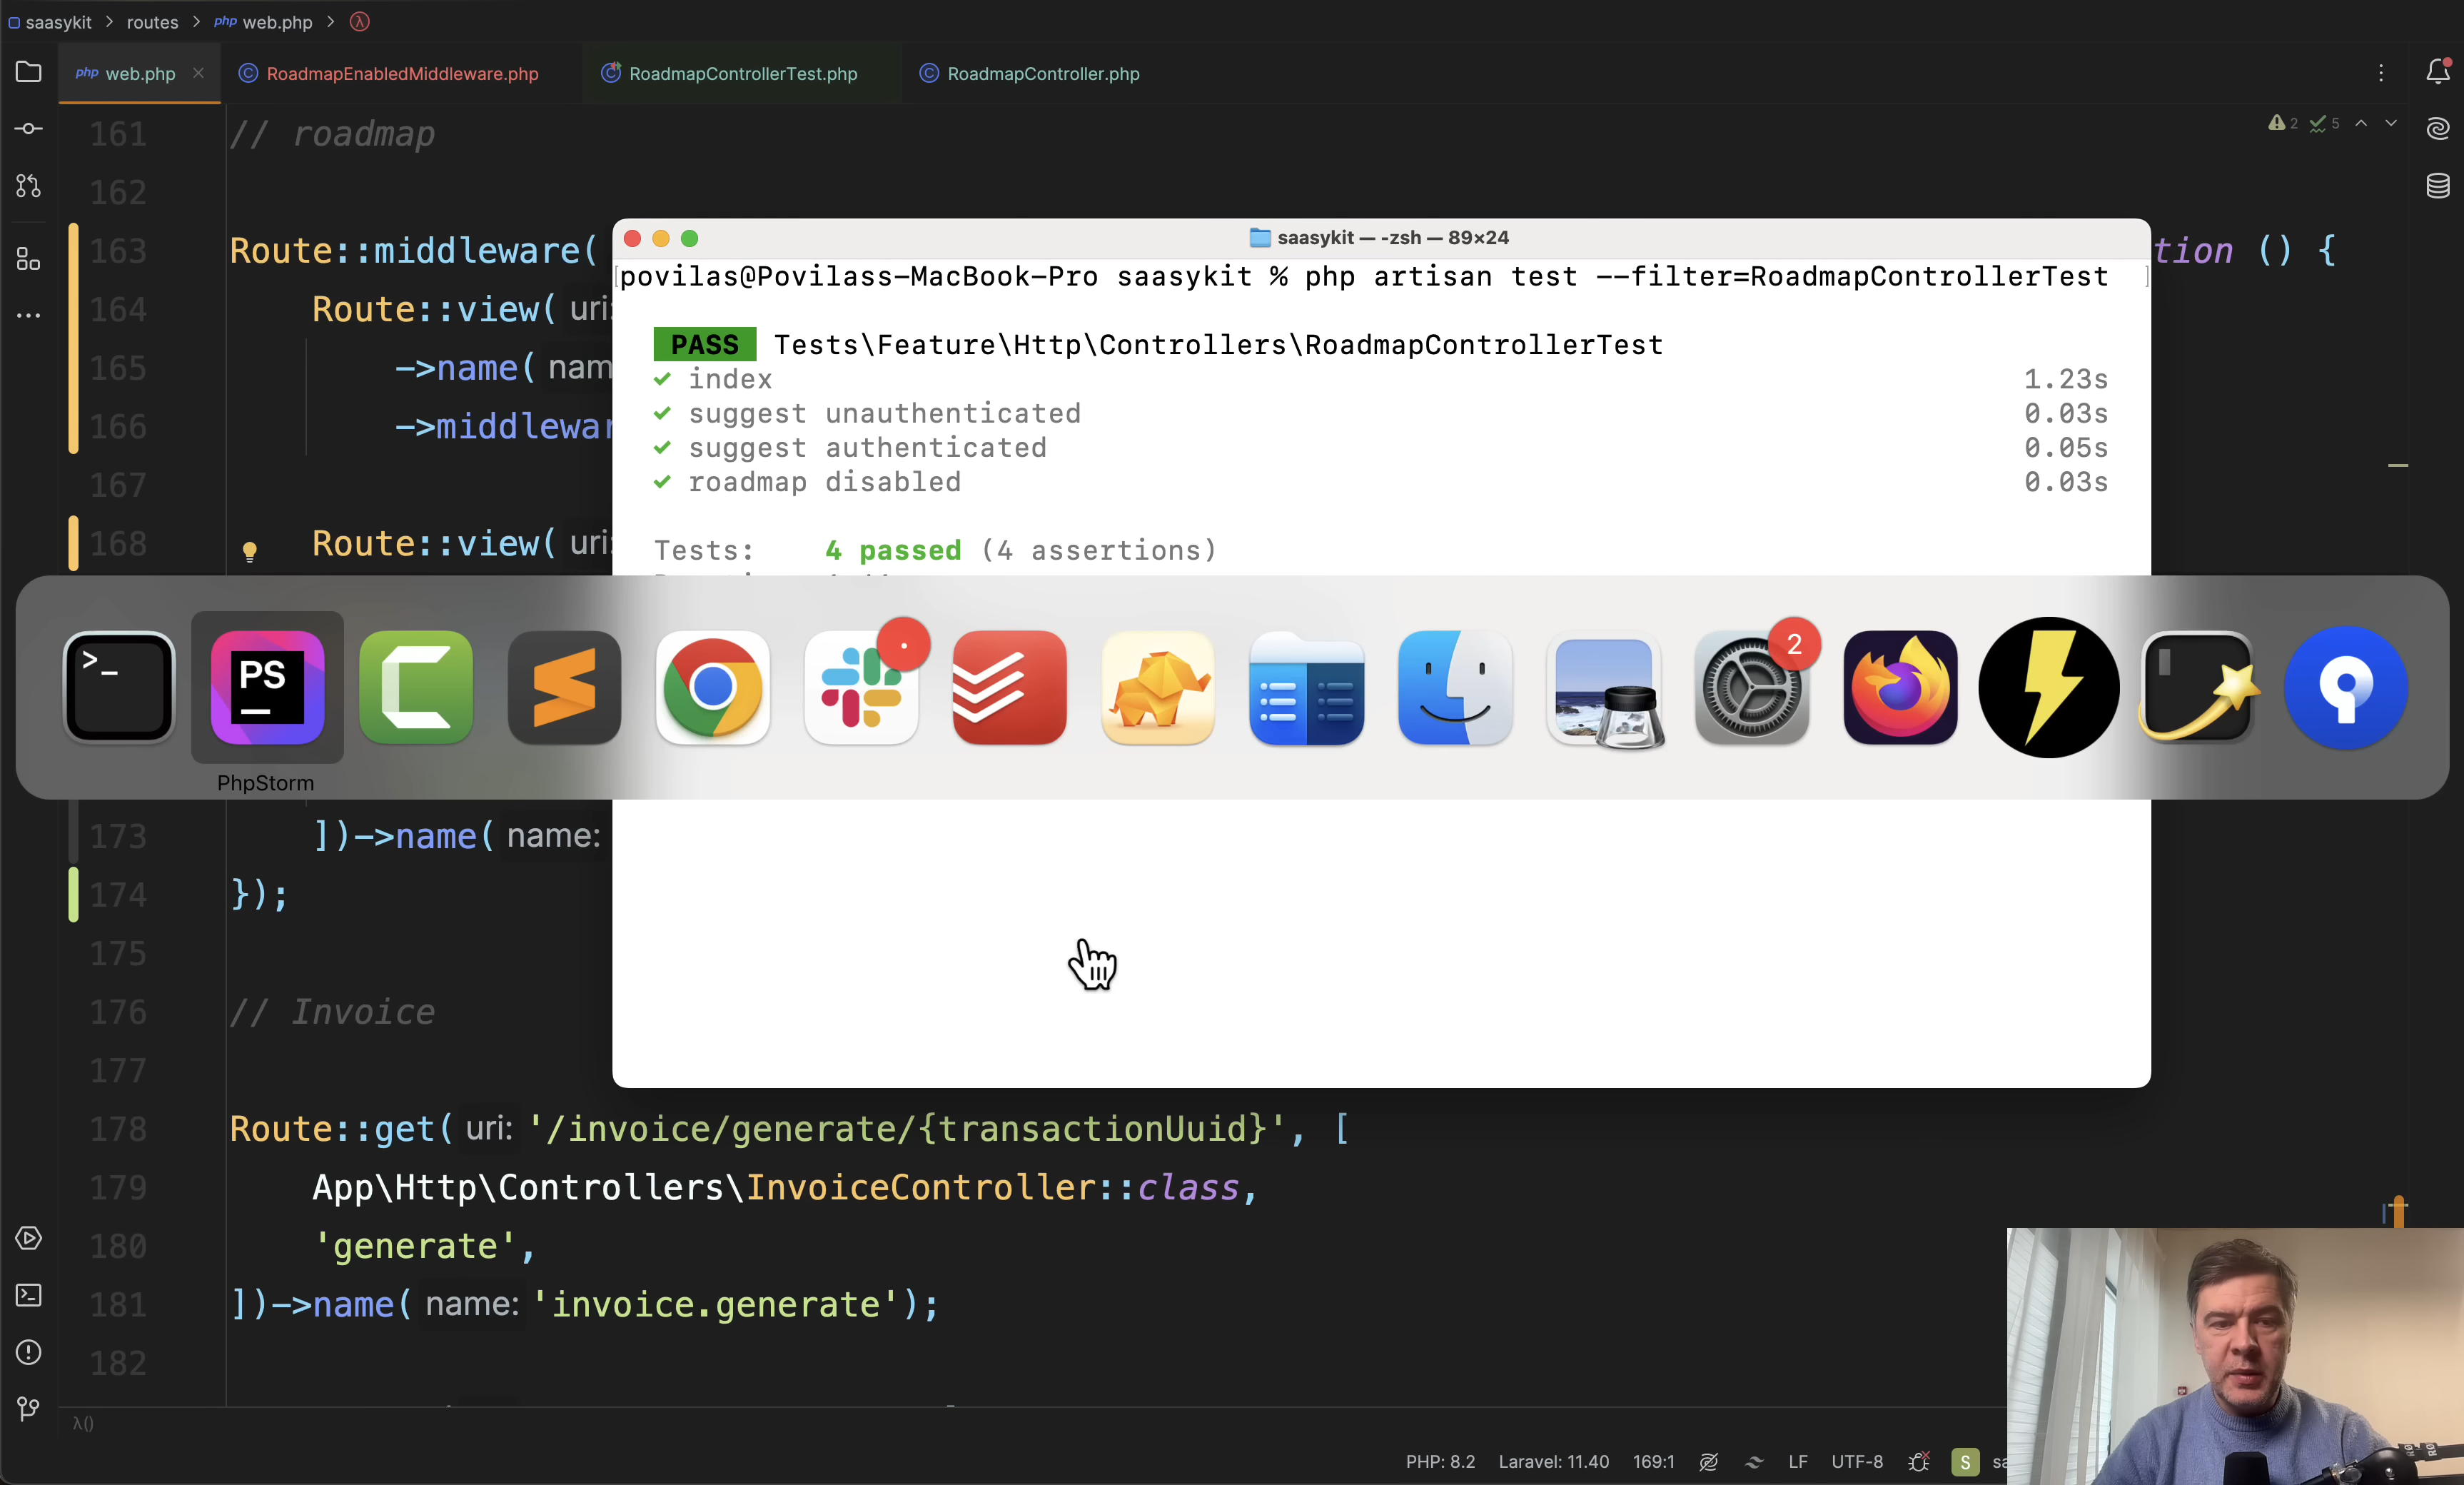 saasykit > routes > php web.php >
php web.php × RoadmapEnabledMiddleware.php RoadmapControllerTest.php RoadmapController.php
161 // roadmap
2 5
162
163 Route::middleware( tion () {
164 Route::view( uri:
165 ->name( nam
166 ->middlewar
167
168 Route::view( uri:
saasykit — -zsh — 89×24
povilas@Povilass-MacBook-Pro saasykit % php artisan test --filter=RoadmapControllerTest
PASS Tests\Feature\Http\Controllers\RoadmapControllerTest
✓ index 1.23s
✓ suggest unauthenticated 0.03s
✓ suggest authenticated 0.05s
✓ roadmap disabled 0.03s
Tests: 4 passed (4 assertions)
>_
PS
2
PhpStorm
173 ])->name( name:
174 });
175
176 // Invoice
177
178 Route::get( uri: '/invoice/generate/{transactionUuid}', [
179 App\Http\Controllers\InvoiceController::class,
180 'generate',
181 ])->name( name: 'invoice.generate');
182
λ()
PHP: 8.2 Laravel: 11.40 169:1 LF UTF-8 S sa